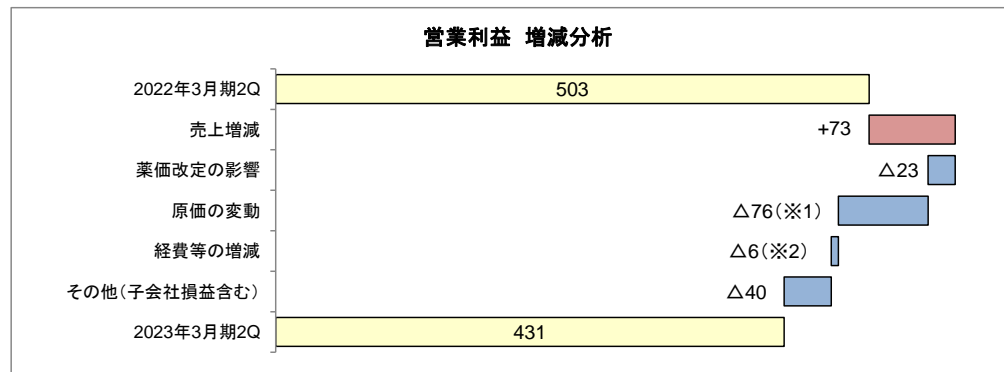 営業利益 増減分析
2022年3月期2Q
503
売上増減
+73
薬価改定の影響
△23
原価の変動
△76(※1)
経費等の増減
△6(※2)
その他(子会社損益含む)
△40
2023年3月期2Q
431